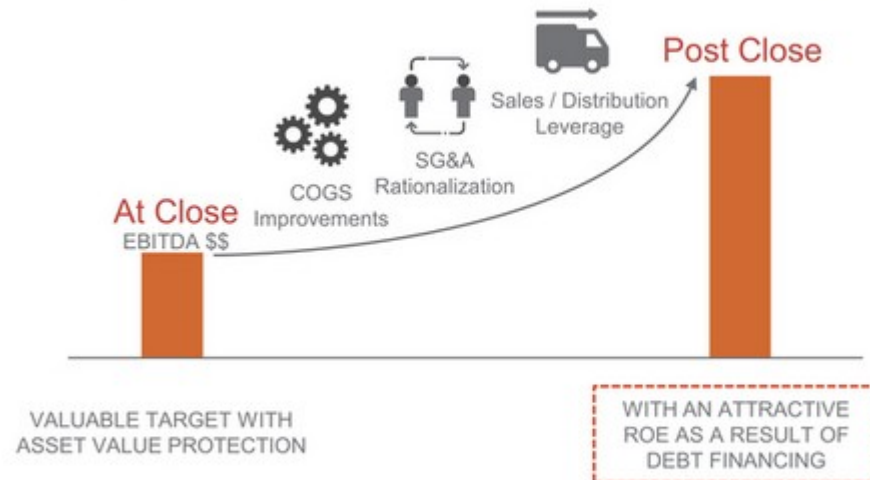 Post Close
Sales / Distribution
Leverage
SG&A
Rationalization
COGS
Improvements
At Close
EBITDA $$
VALUABLE TARGET WITH
ASSET VALUE PROTECTION
WITH AN ATTRACTIVE
ROE AS A RESULT OF
DEBT FINANCING